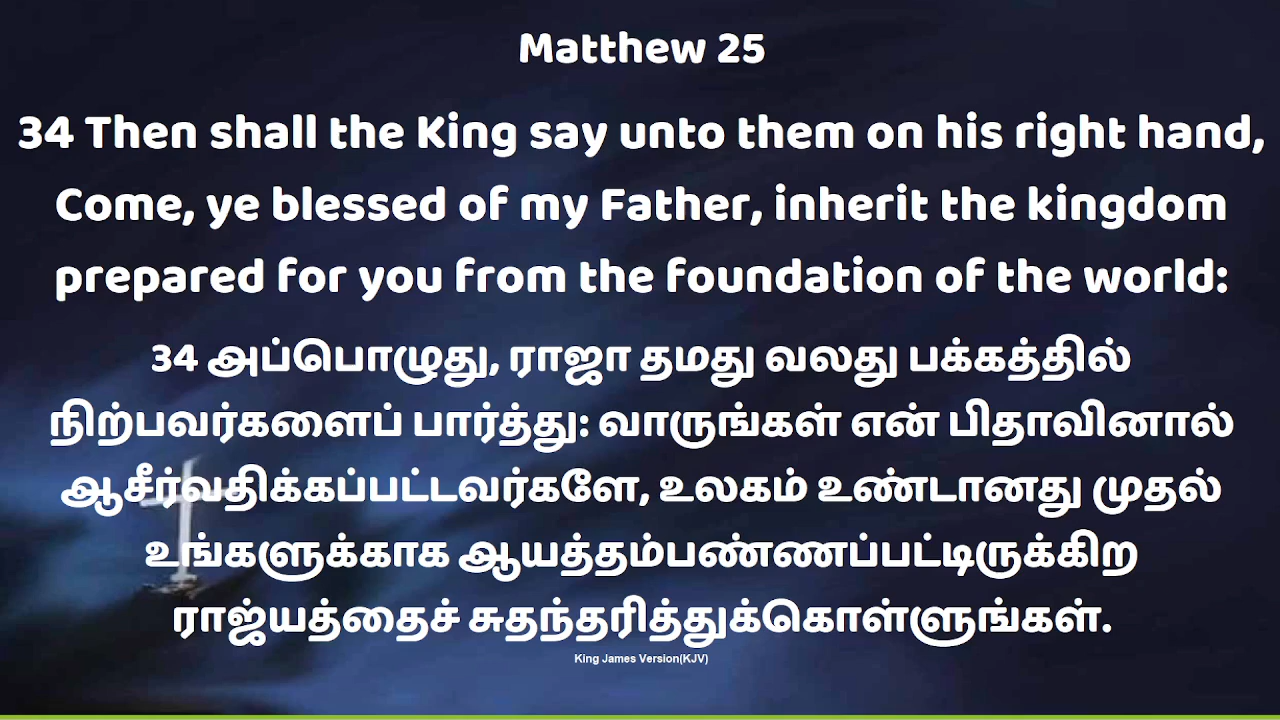 Matthew 25
34 Then shall the King say unto them on his right hand,
Come, ye blessed of my Father, inherit the kingdom
prepared for you from the foundation of the world:
34 அப்பொழுது, ராஜா தமது வலது பக்கத்தில்
நிற்பவர்களைப் பார்த்து: வாருங்கள் என் பிதாவினால்
ஆசீர்வதிக்கப்பட்டவர்களே, உலகம் உண்டானது முதல்
உங்களுக்காக ஆயத்தம்பண்ணப்பட்டிருக்கிற
ராஜ்யத்தைச் சுதந்தரித்துக்கொள்ளுங்கள்.
King James Version(KJV)